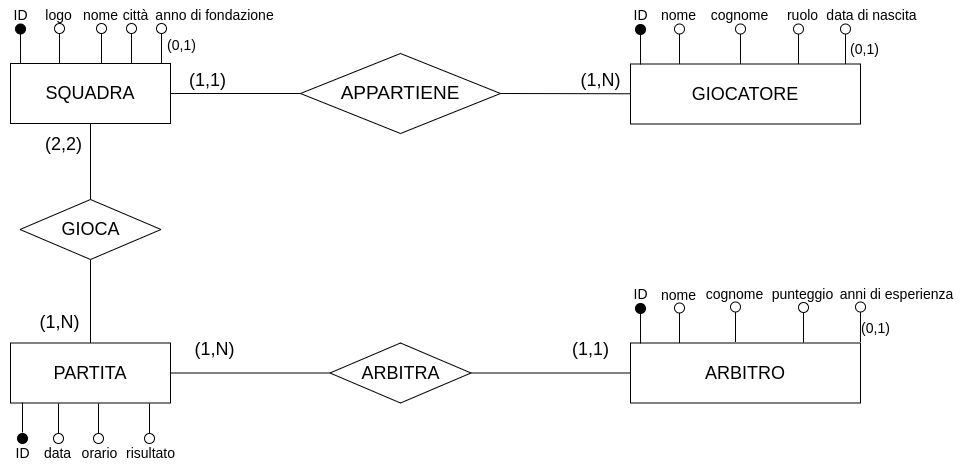 ID logo nome città anno di fondazione
(0,1)
ID nome cognome ruolo data di nascita
(0,1)
SQUADRA
(1,1)
APPARTIENE
(1,N)
GIOCATORE
(2,2)
GIOCA
(1,N)
ID nome cognome punteggio anni di esperienza
(0,1)
PARTITA
(1,N)
ARBITRA
(1,1)
ARBITRO
ID data orario risultato